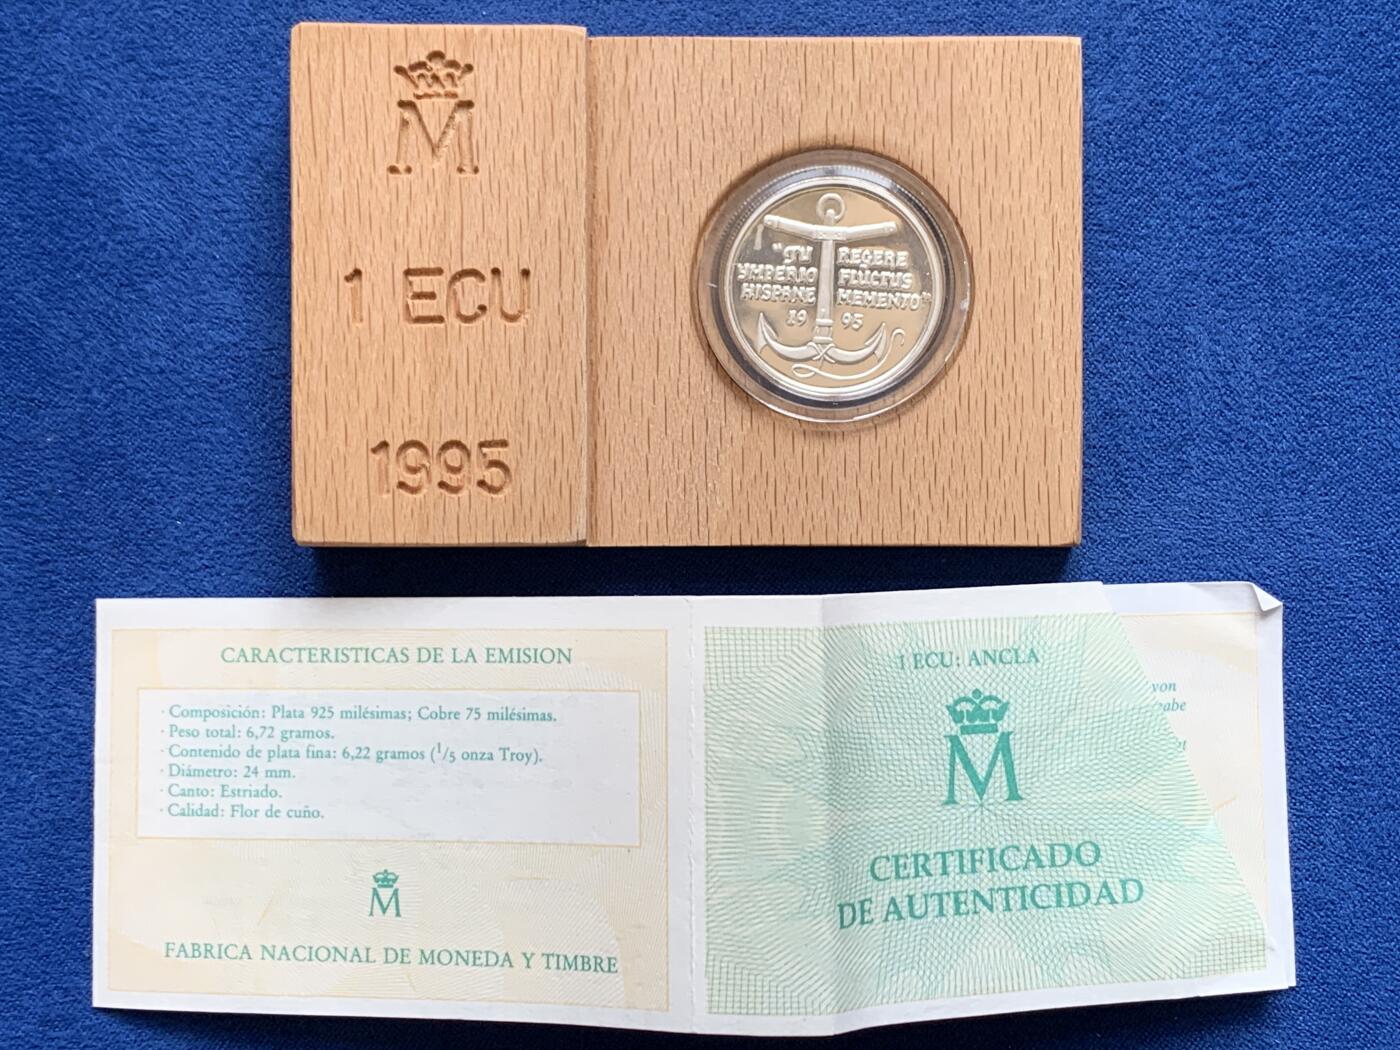 M
1 ECU
1995
"TU REGERE
YMPERIO FLUCTUS
HISPANE MEMENTO"
19 95
CARACTERISTICAS DE LA EMISION
· Composición: Plata 925 milésimas; Cobre 75 milésimas.
· Peso total: 6,72 gramos.
· Contenido de plata fina: 6,22 gramos (1/5 onza Troy).
· Diámetro: 24 mm.
· Canto: Estriado.
· Calidad: Flor de cuño.
M
FABRICA NACIONAL DE MONEDA Y TIMBRE
1 ECU: ANCLA
M
CERTIFICADO
DE AUTENTICIDAD
von